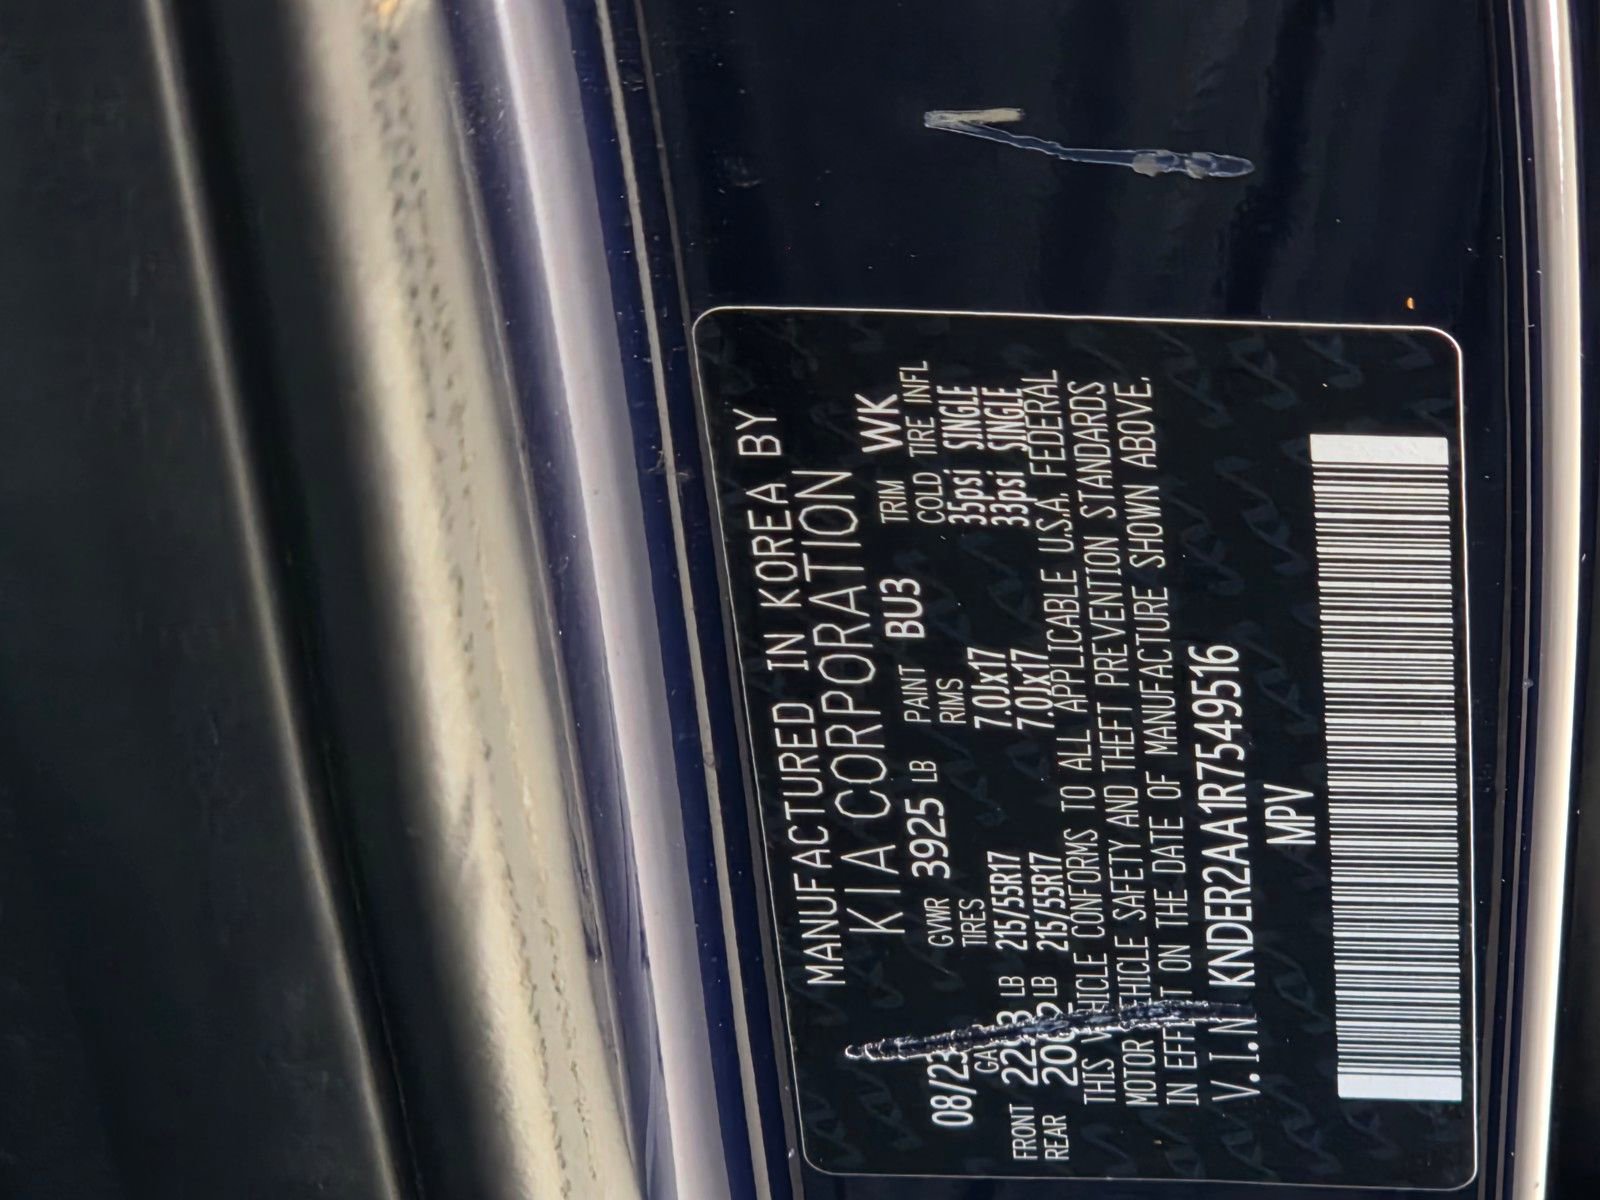 MANUFACTURED IN KOREA BY
KIA CORPORATION
08/23 GVWR 3925 LB PAINT BU3 TRIM WK
TIRES RIMS COLD TIRE INFL
FRONT LB 215/55R17 7.0Jx17 35psi SINGLE
REAR LB 215/55R17 7.0Jx17 33psi SINGLE
THIS VEHICLE CONFORMS TO ALL APPLICABLE U.S.A. FEDERAL
MOTOR VEHICLE SAFETY AND THEFT PREVENTION STANDARDS
IN EFFECT ON THE DATE OF MANUFACTURE SHOWN ABOVE.
V.I.N KNDER2AA1R7549516
MPV